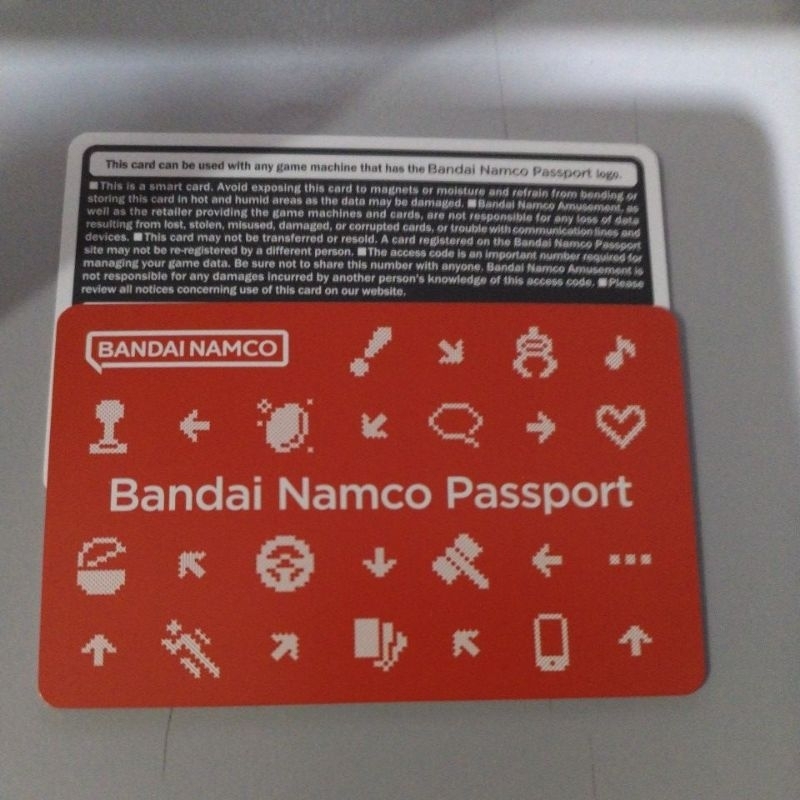 This card can be used with any game machine that has the Bandai Namco Passport logo.
■This is a smart card. Avoid exposing this card to magnets or moisture and refrain from bending or
storing this card in hot and humid areas as the data may be damaged. ■Bandai Namco Amusement, as
well as the retailer providing the game machines and cards, are not responsible for any loss of data
resulting from lost, stolen, misused, damaged, or corrupted cards, or trouble with communication lines and
devices. ■This card may not be transferred or resold. A card registered on the Bandai Namco Passport
site may not be re-registered by a different person. ■The access code is an important number required for
managing your game data. Be sure not to share this number with anyone. Bandai Namco Amusement is
not responsible for any damages incurred by another person's knowledge of this access code. ■Please
review all notices concerning use of this card on our website.
BANDAI NAMCO
Bandai Namco Passport